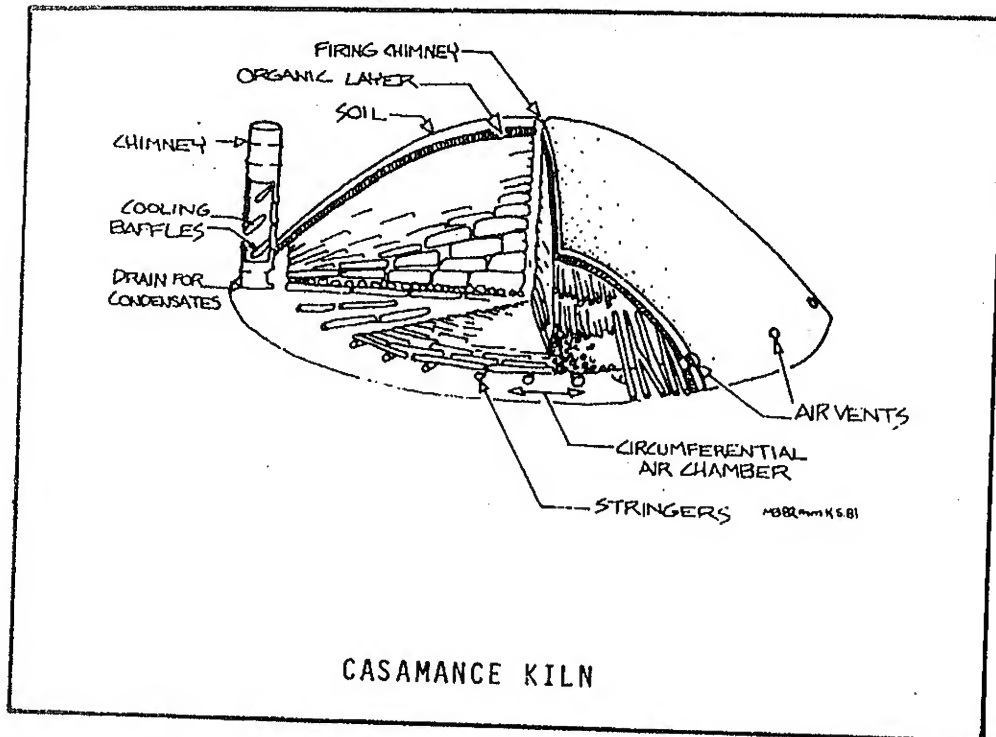 FIRING CHIMNEY
ORGANIC LAYER
SOIL
CHIMNEY
COOLING
BAFFLES
DRAIN FOR
CONDENSATES
AIR VENTS
CIRCUMFERENTIAL
AIR CHAMBER
STRINGERS
CASAMANCE KILN